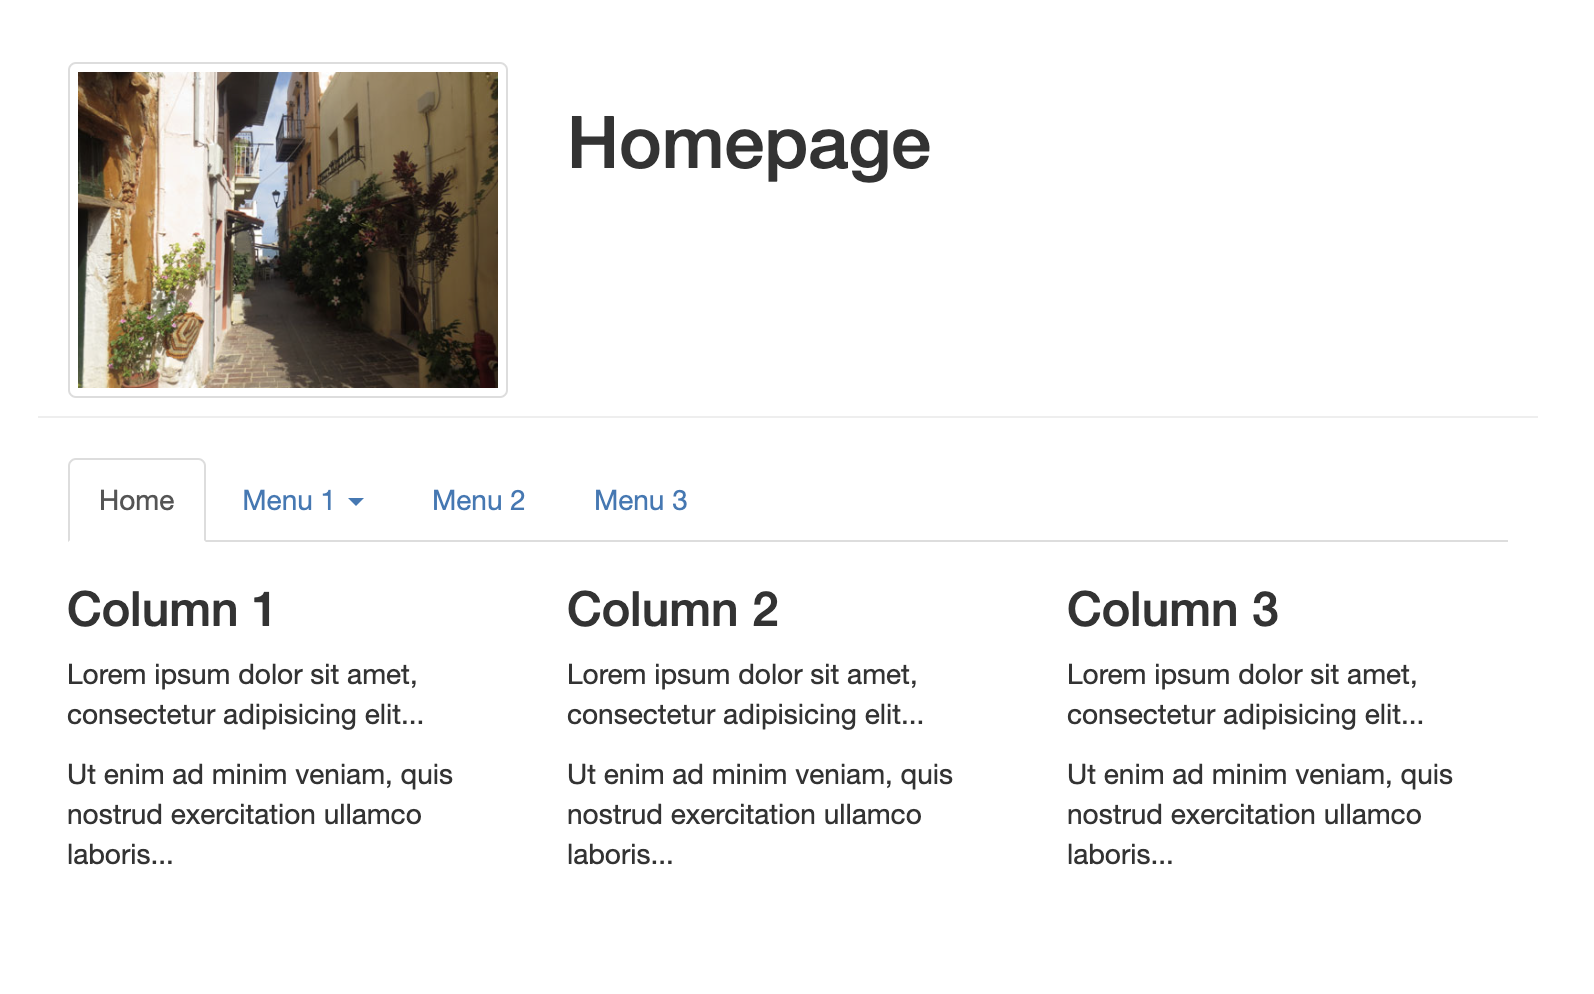 Homepage
Home
Menu 1
Menu 2
Menu 3
Column 1
Lorem ipsum dolor sit amet,
consectetur adipisicing elit...
Ut enim ad minim veniam, quis
nostrud exercitation ullamco
laboris...
Column 2
Lorem ipsum dolor sit amet,
consectetur adipisicing elit...
Ut enim ad minim veniam, quis
nostrud exercitation ullamco
laboris...
Column 3
Lorem ipsum dolor sit amet,
consectetur adipisicing elit...
Ut enim ad minim veniam, quis
nostrud exercitation ullamco
laboris...